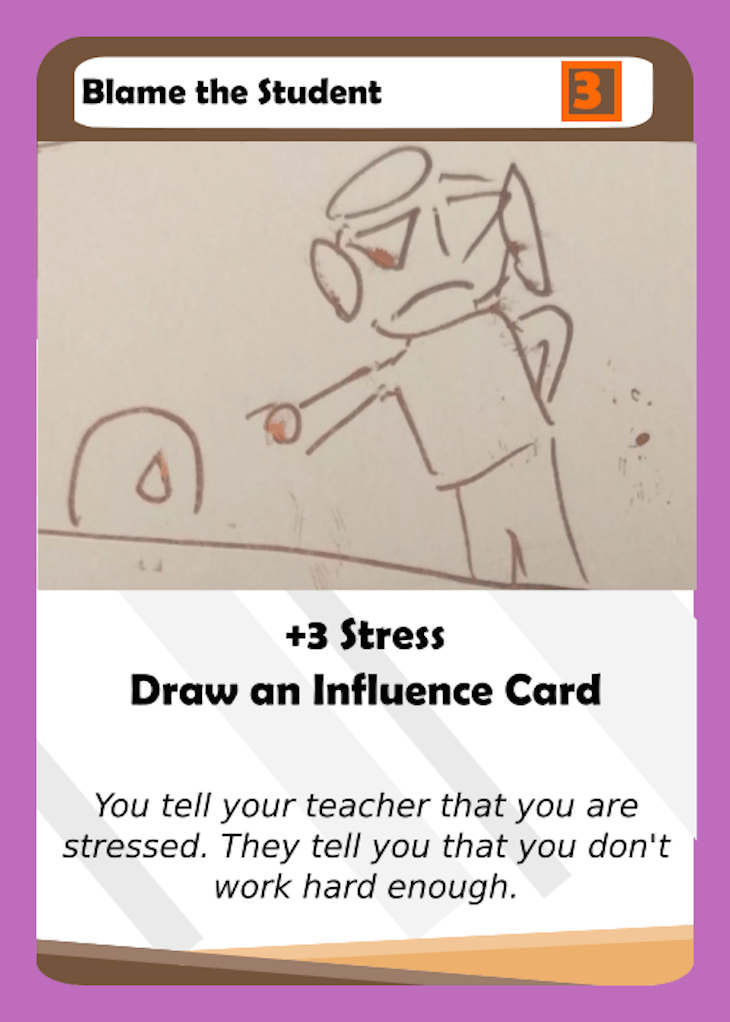 Blame the Student 3
+3 Stress
Draw an Influence Card
You tell your teacher that you are
stressed. They tell you that you don't
work hard enough.